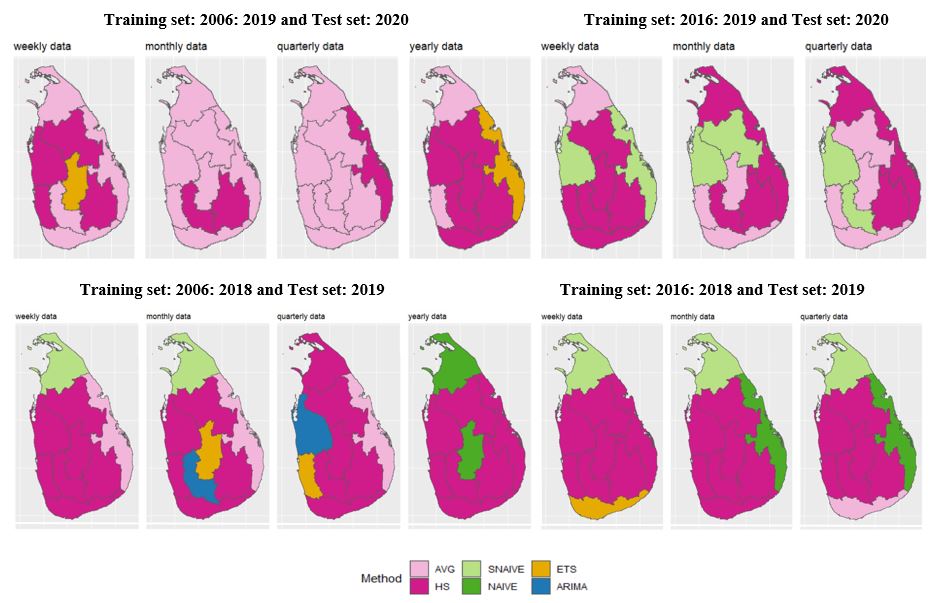 Training set: 2006: 2019 and Test set: 2020
Training set: 2016: 2019 and Test set: 2020
weekly data
monthly data
quarterly data
yearly data
weekly data
monthly data
quarterly data
Training set: 2006: 2018 and Test set: 2019
Training set: 2016: 2018 and Test set: 2019
weekly data
monthly data
quarterly data
yearly data
weekly data
monthly data
quarterly data
Method
AVG
SNAIVE
ETS
HS
NAIVE
ARIMA